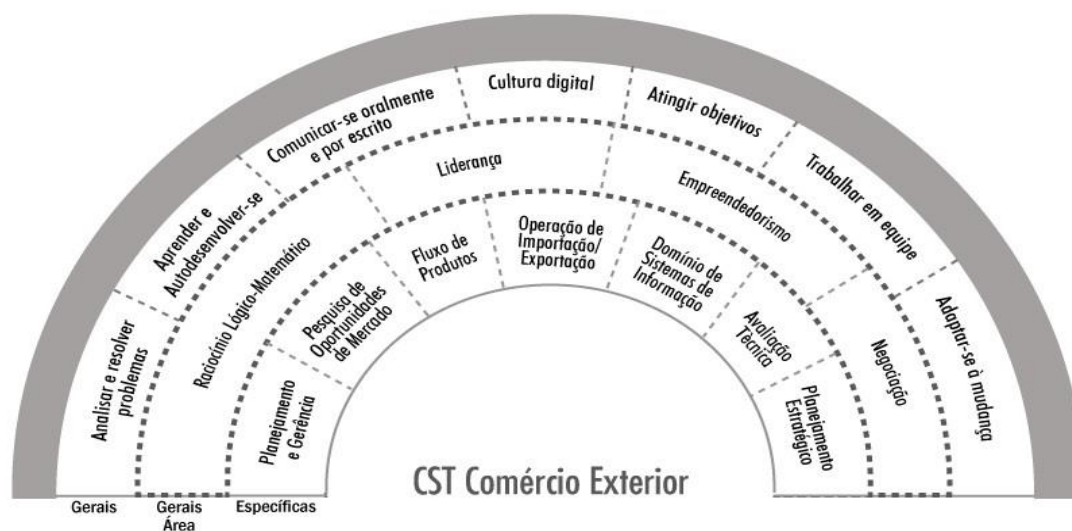 Analisar e resolver
problemas
Aprender e
Autodesenvolver-se
Comunicar-se oralmente
e por escrito
Cultura digital
Atingir objetivos
Trabalhar em equipe
Adaptar-se à mudança
Raciocínio Lógico-Matemático
Liderança
Empreendedorismo
Negociação
Planejamento
e Gerência
Pesquisa de
Oportunidades
de Mercado
Fluxo de
Produtos
Operação de
Importação/
Exportação
Domínio de
Sistemas de
Informação
Avaliação
Técnica
Planejamento
Estratégico
CST Comércio Exterior
Gerais
Gerais
Área
Específicas